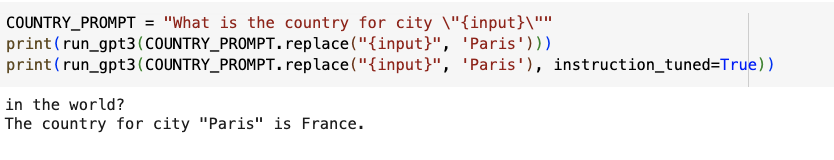 COUNTRY_PROMPT = "What is the country for city \"{input}\""
print(run_gpt3(COUNTRY_PROMPT.replace("{input}", 'Paris')))
print(run_gpt3(COUNTRY_PROMPT.replace("{input}", 'Paris'), instruction_tuned=True))
in the world?
The country for city "Paris" is France.